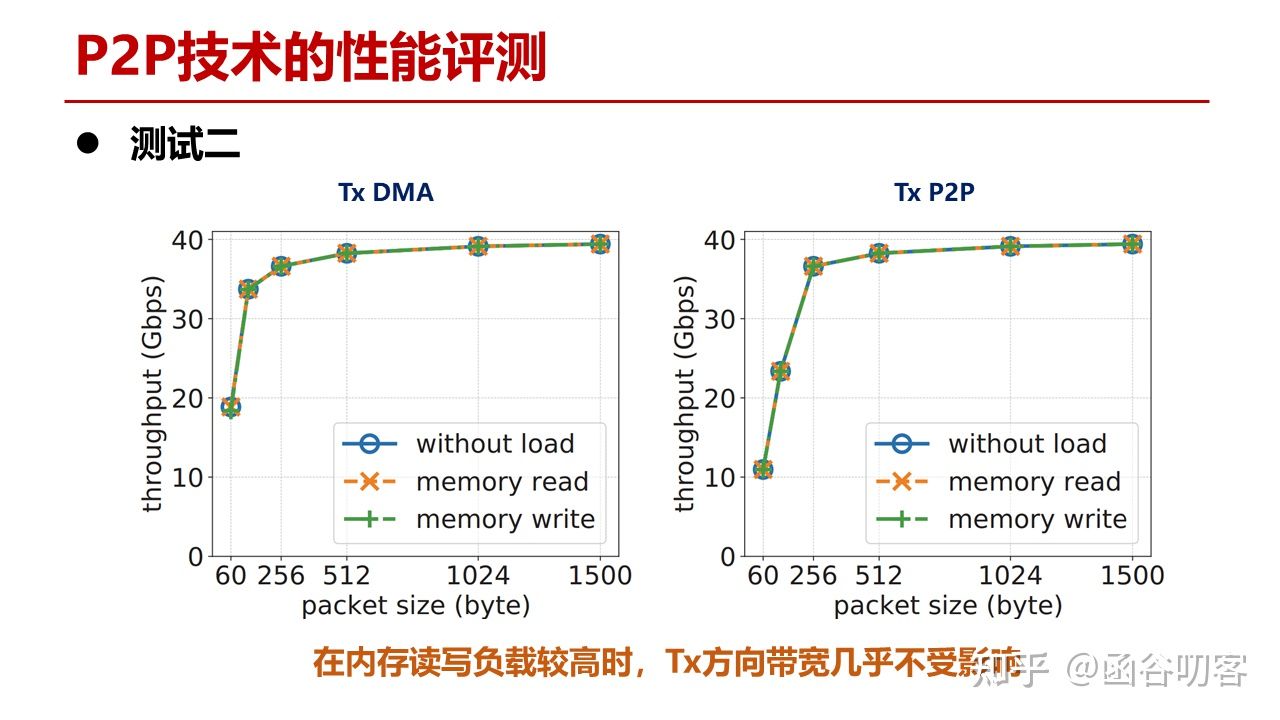 P2P技术的性能评测
● 测试二
Tx DMA
40
30
20
10
0
throughput (Gbps)
without load
memory read
memory write
60 256 512 1024 1500
packet size (byte)
Tx P2P
40
30
20
10
0
throughput (Gbps)
without load
memory read
memory write
60 256 512 1024 1500
packet size (byte)
在内存读写负载较高时，Tx方向带宽几乎不受影响
知乎 @函谷叨客